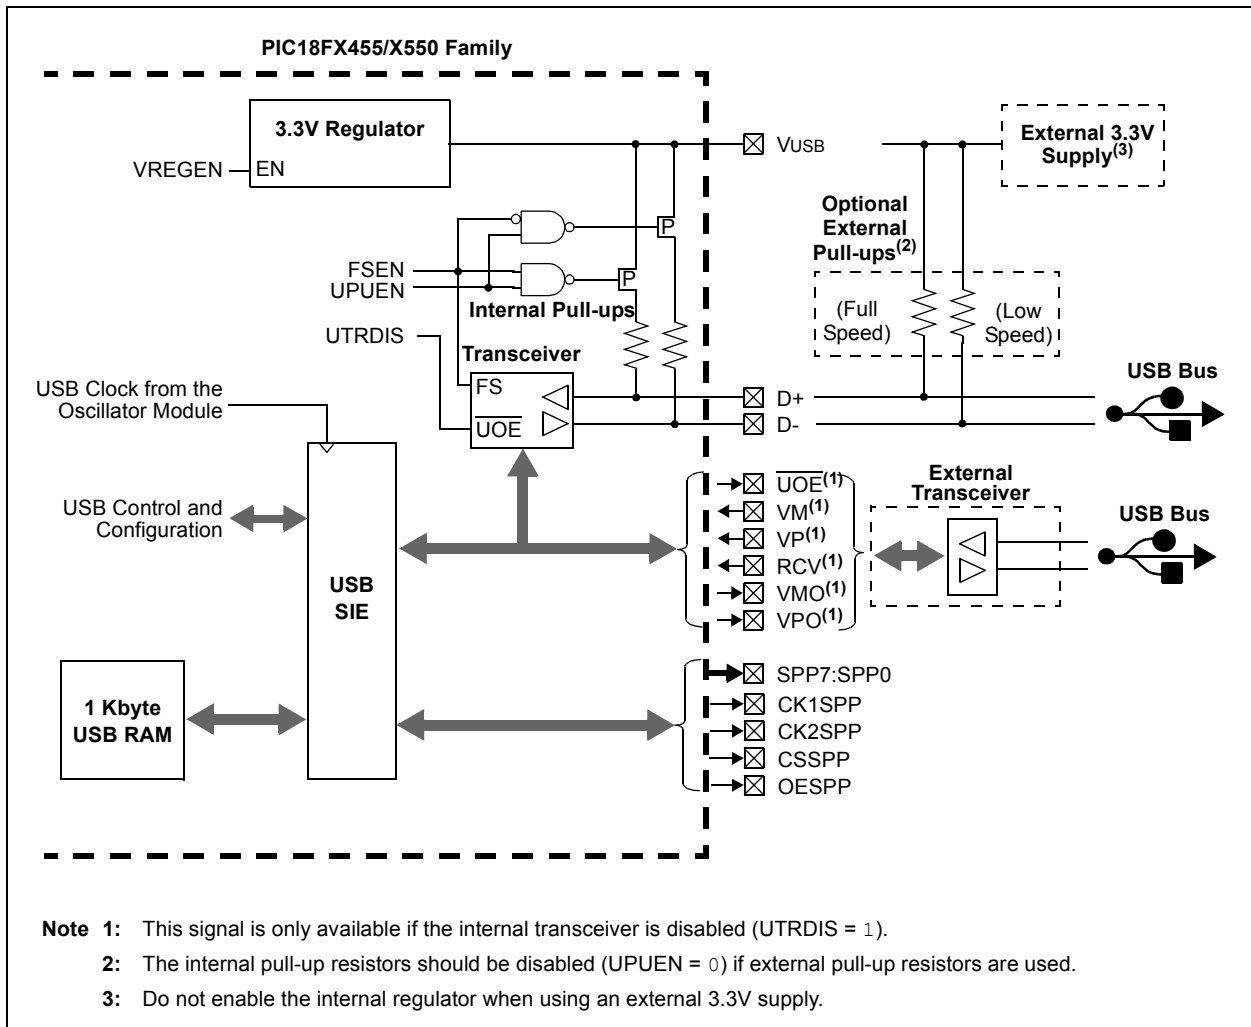 PIC18FX455/X550 Family
3.3V Regulator
EN
VREGEN
VUSB
External 3.3V
Supply(3)
Optional
External
Pull-ups(2)
P
P
FSEN
UPUEN
Internal Pull-ups
(Full
Speed)
(Low
Speed)
UTRDIS
Transceiver
FS
UOE
USB Clock from the
Oscillator Module
D+
D-
USB Bus
USB Control and
Configuration
UOE(1)
VM(1)
VP(1)
RCV(1)
VMO(1)
VPO(1)
External
Transceiver
USB Bus
USB
SIE
1 Kbyte
USB RAM
SPP7:SPP0
CK1SPP
CK2SPP
CSSPP
OESPP
Note 1: This signal is only available if the internal transceiver is disabled (UTRDIS = 1).
2: The internal pull-up resistors should be disabled (UPUEN = 0) if external pull-up resistors are used.
3: Do not enable the internal regulator when using an external 3.3V supply.